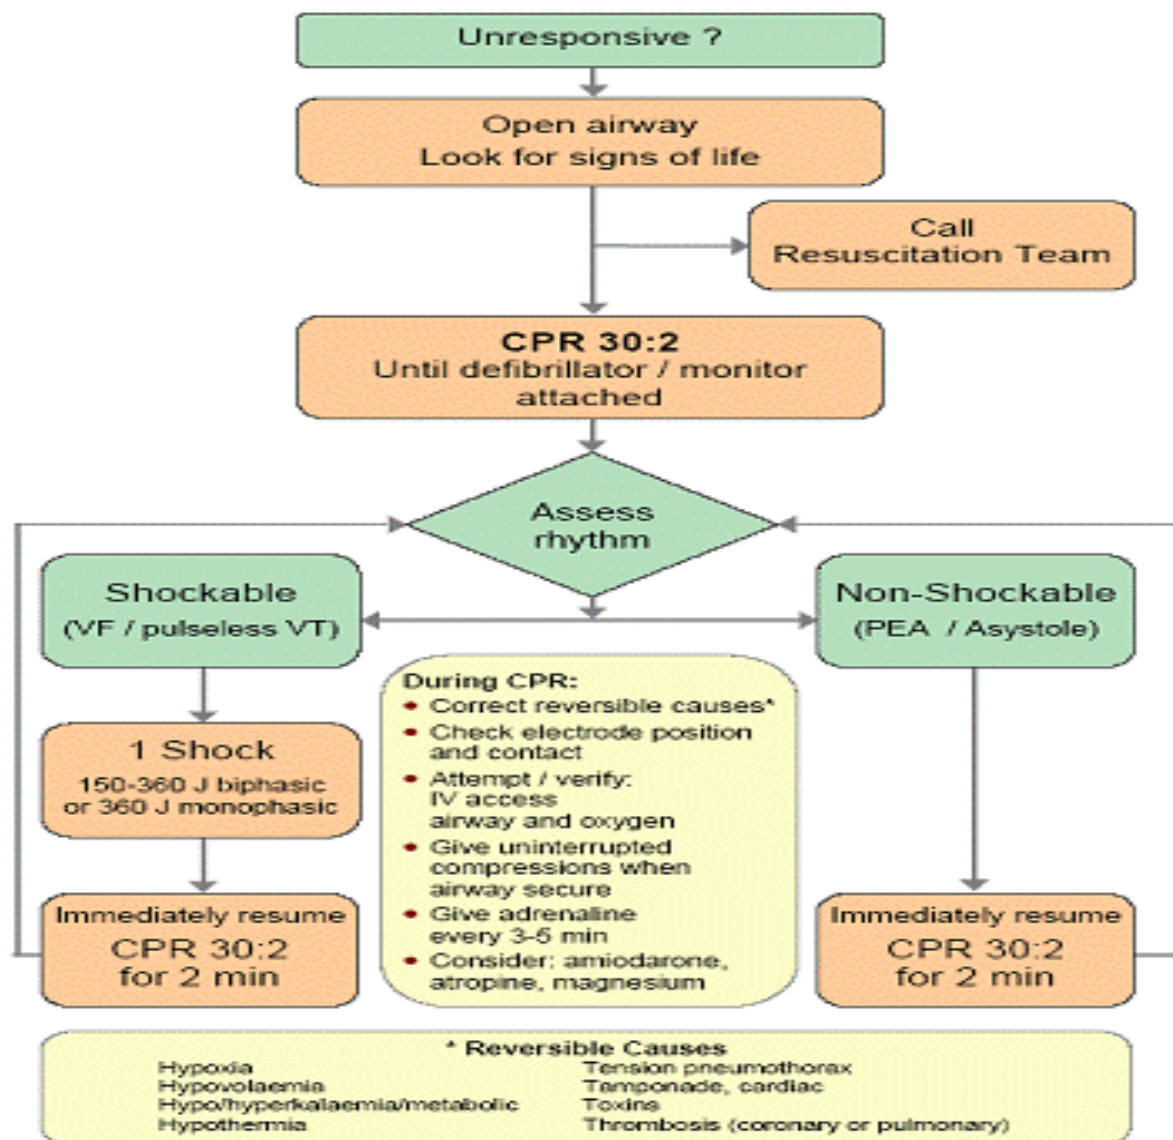 Unresponsive ?
Open airway
Look for signs of life
Call
Resuscitation Team
CPR 30:2
Until defibrillator / monitor
attached
Assess
rhythm
Shockable
(VF / pulseless VT)
Non-Shockable
(PEA / Asystole)
1 Shock
150-360 J biphasic
or 360 J monophasic
Immediately resume
CPR 30:2
for 2 min
During CPR:
• Correct reversible causes*
• Check electrode position
and contact
• Attempt / verify:
IV access
airway and oxygen
• Give uninterrupted
compressions when
airway secure
• Give adrenaline
every 3-5 min
• Consider: amiodarone,
atropine, magnesium
Immediately resume
CPR 30:2
for 2 min
* Reversible Causes
Hypoxia
Hypovolaemia
Hypo/hyperkalaemia/metabolic
Hypothermia
Tension pneumothorax
Tamponade, cardiac
Toxins
Thrombosis (coronary or pulmonary)